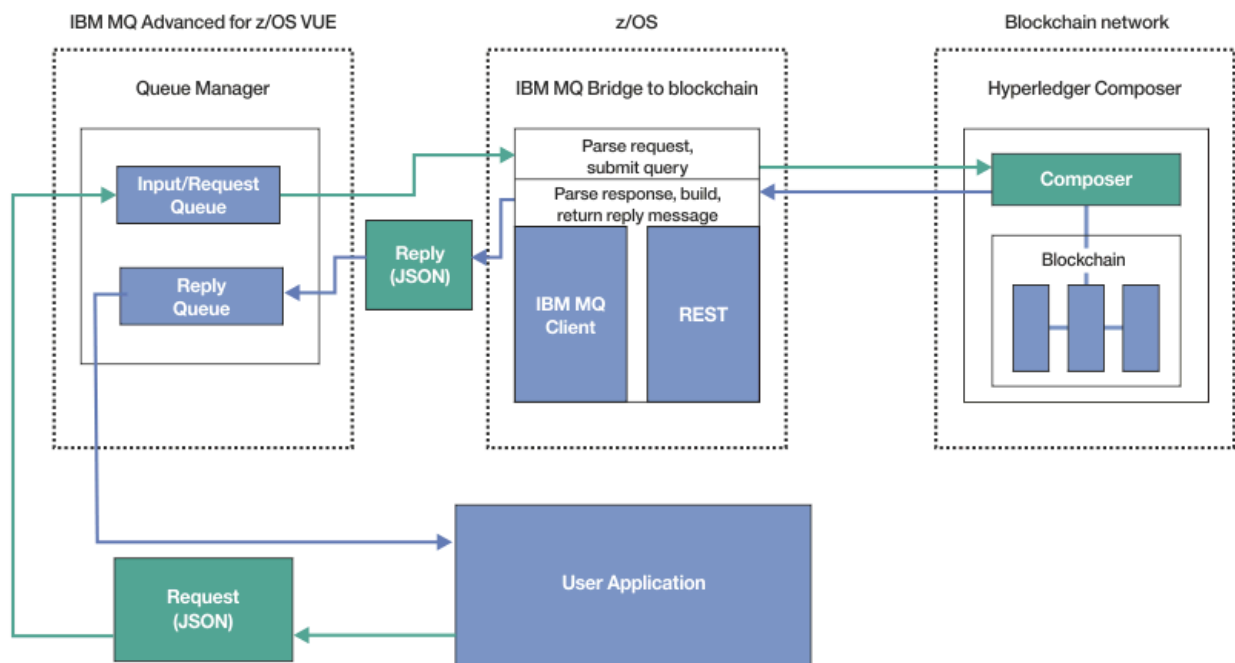 IBM MQ Advanced for z/OS VUE
z/OS
Blockchain network
Queue Manager
IBM MQ Bridge to blockchain
Hyperledger Composer
Input/Request
Queue
Parse request,
submit query
Composer
Parse response, build,
return reply message
Reply
(JSON)
Reply
Queue
IBM MQ
Client
REST
Blockchain
User Application
Request
(JSON)